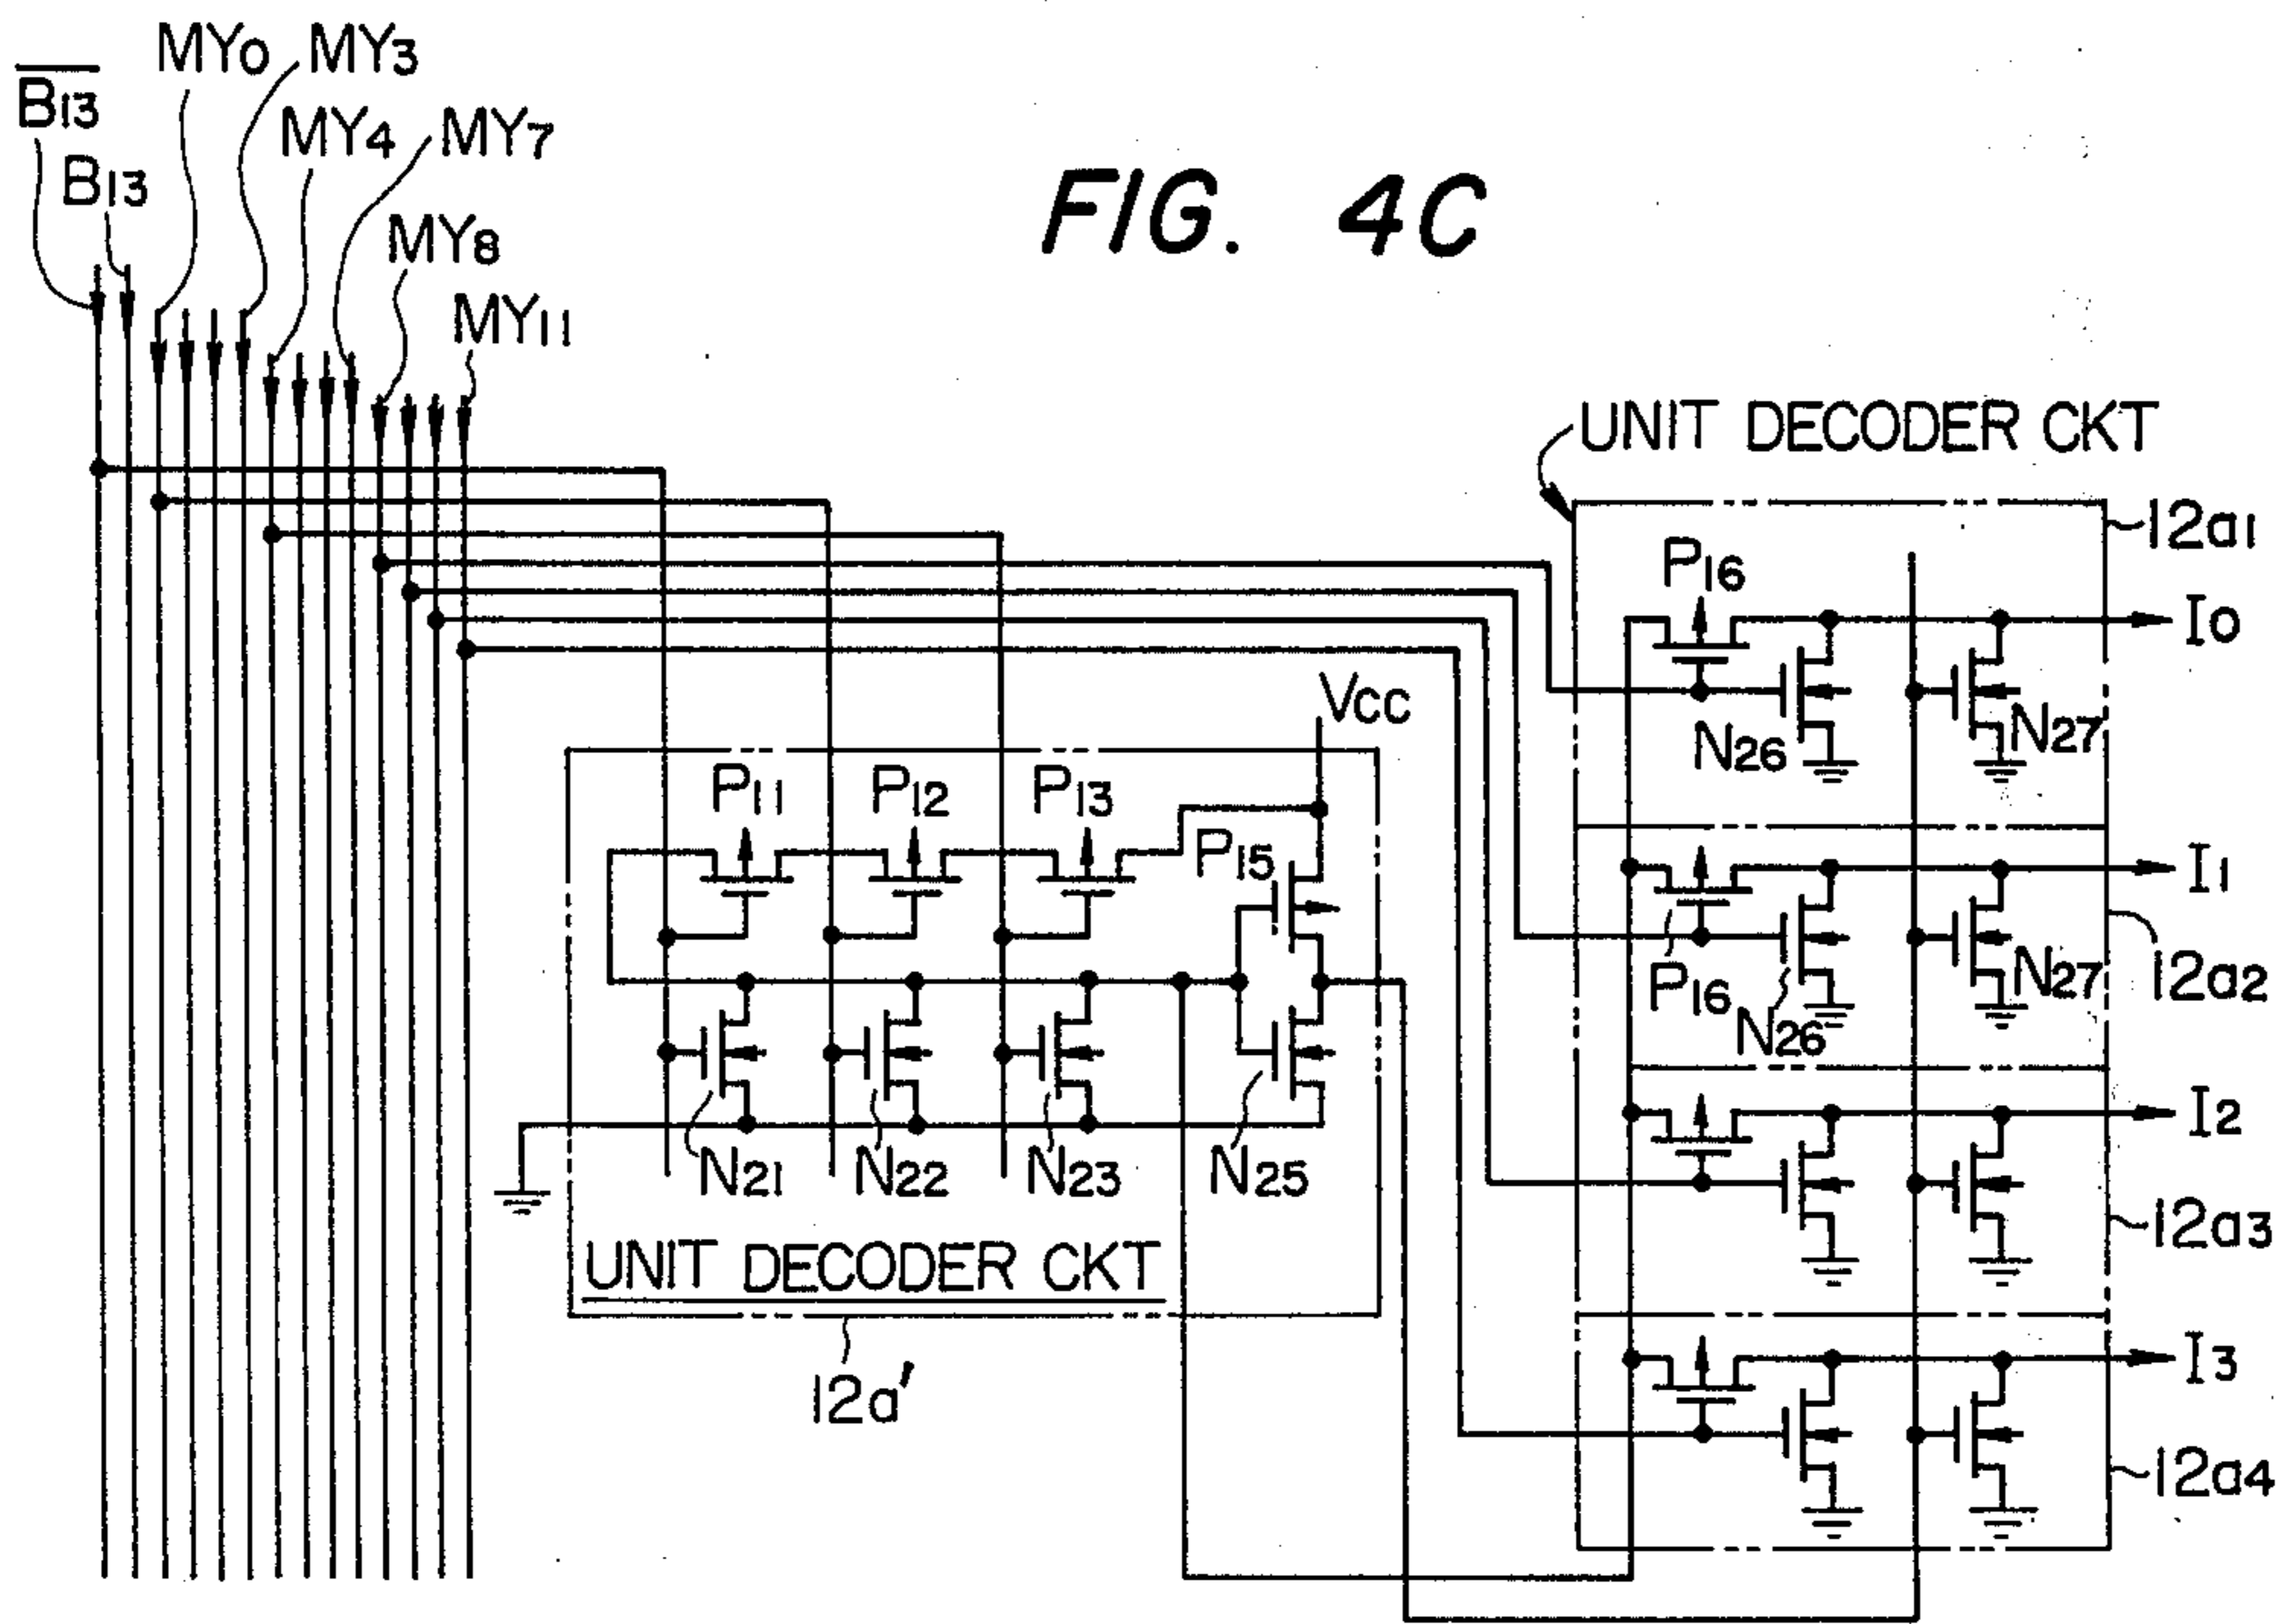 FIG. 4C
B̅1̅3̅
B13
MY0
MY3
MY4
MY7
MY8
MY11
UNIT DECODER CKT
12a1
P16
I0
N26
N27
VCC
P11
P12
P13
P15
I1
P16
N26
N27
12a2
N21
N22
N23
N25
I2
12a3
UNIT DECODER CKT
12a'
I3
12a4